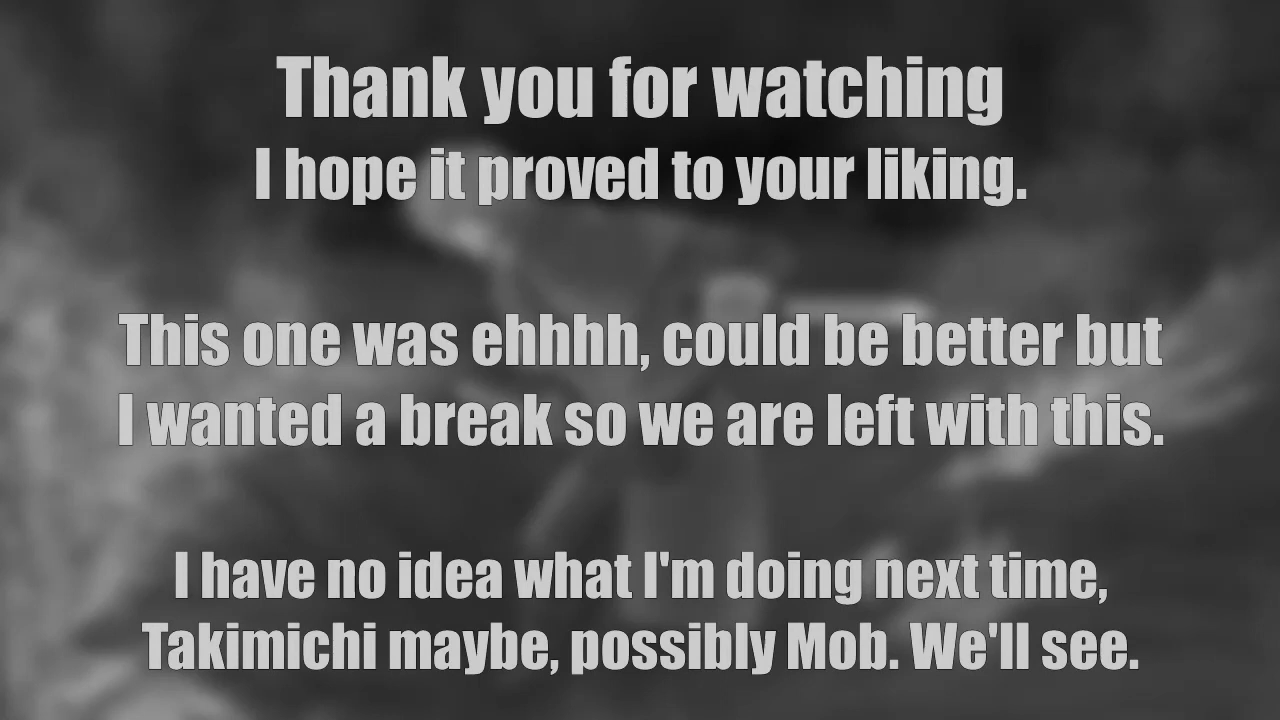 Thank you for watching
I hope it proved to your liking.
This one was ehhhh, could be better but
I wanted a break so we are left with this.
I have no idea what I'm doing next time,
Takimichi maybe, possibly Mob. We'll see.